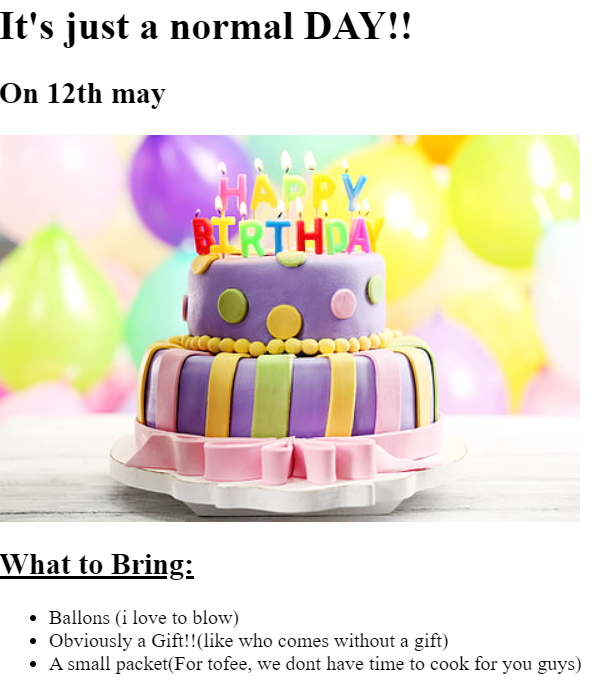 It's just a normal DAY!!
On 12th may
HAPPY
BIRTHDAY
What to Bring:
Ballons (i love to blow)
Obviously a Gift!!(like who comes without a gift)
A small packet(For tofee, we dont have time to cook for you guys)